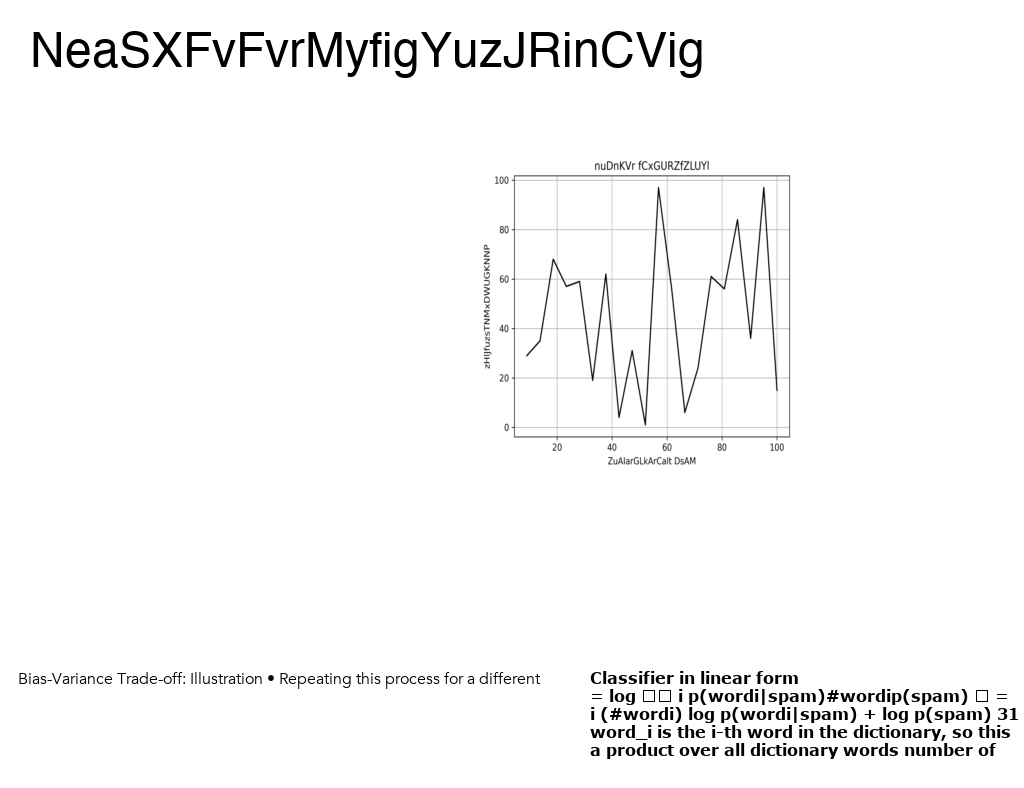 NeaSXFvFvrMyfigYuzJRinCVig
nuDnKVr fCxGURZfZLUYl
100
80
60
40
20
0
zHIJfuzsTNMxDWUGKNNP
20 40 60 80 100
ZuAIarGLkArCalt DsAM
Bias-Variance Trade-off: Illustration • Repeating this process for a different
Classifier in linear form
= log □□ i p(wordi|spam)#wordip(spam) □ =
i (#wordi) log p(wordi|spam) + log p(spam) 31
word_i is the i-th word in the dictionary, so this
a product over all dictionary words number of